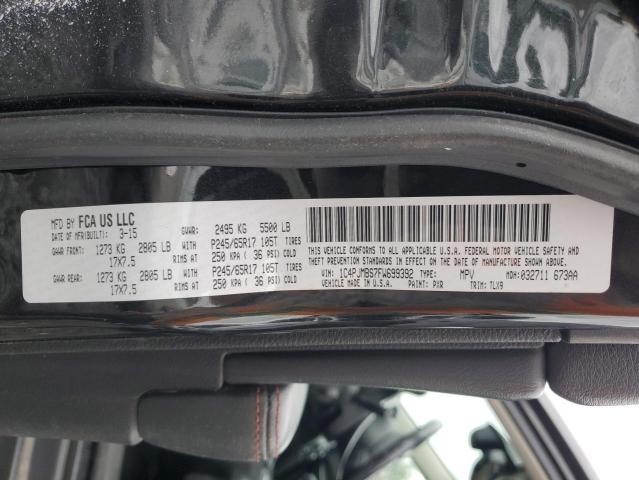 MFD BY FCA US LLC
DATE OF MFR(BUILT): 3-15 GVWR: 2495 KG 5500 LB
GAWR FRONT: 1273 KG 2805 LB WITH P245/65R17 105T TIRES
17X7.5 RIMS AT 250 KPA ( 36 PSI) COLD
GAWR REAR: 1273 KG 2805 LB WITH P245/65R17 105T TIRES
17X7.5 RIMS AT 250 KPA ( 36 PSI) COLD
THIS VEHICLE CONFORMS TO ALL APPLICABLE U.S.A. FEDERAL MOTOR VEHICLE SAFETY AND
THEFT PREVENTION STANDARDS IN EFFECT ON THE DATE OF MANUFACTURE SHOWN ABOVE.
VIN: 1C4PJMBS7FW699392 TYPE: MPV MDH: 032711 673AA
VEHICLE MADE IN U.S.A. PAINT: PXR TRIM: TLX9